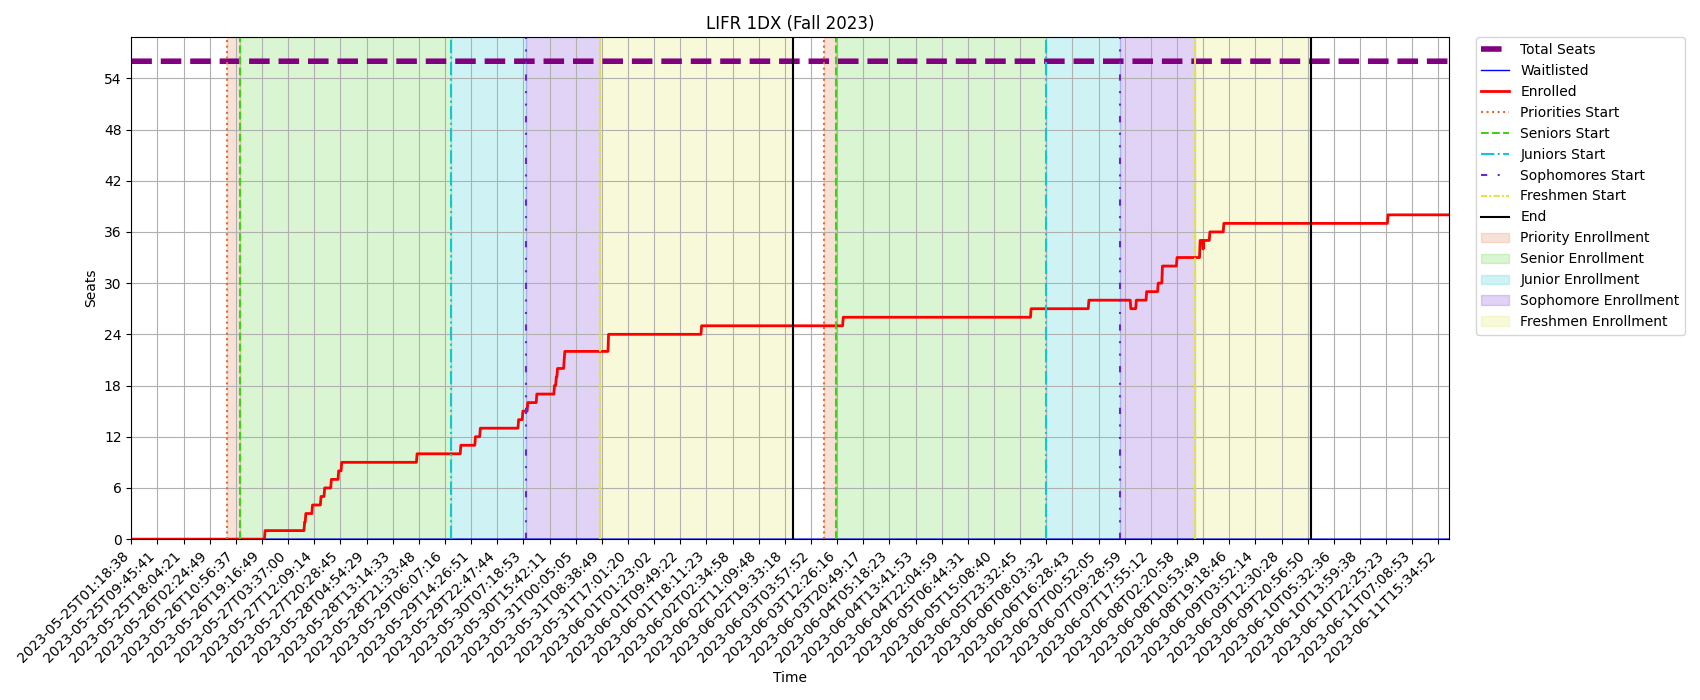 LIFR 1DX (Fall 2023)
Seats
54
48
42
36
30
24
18
12
6
0
2023-05-25T01:18:38
2023-05-25T09:45:41
2023-05-25T18:04:21
2023-05-26T02:24:49
2023-05-26T10:56:37
2023-05-26T19:16:49
2023-05-27T03:37:00
2023-05-27T12:09:14
2023-05-27T20:28:45
2023-05-28T04:54:29
2023-05-28T13:14:33
2023-05-28T21:33:48
2023-05-29T06:07:16
2023-05-29T14:26:51
2023-05-29T22:47:44
2023-05-30T07:18:53
2023-05-30T15:42:11
2023-05-31T00:05:05
2023-05-31T08:38:49
2023-05-31T17:01:20
2023-06-01T01:23:02
2023-06-01T09:49:22
2023-06-01T18:11:23
2023-06-02T02:34:58
2023-06-02T11:09:48
2023-06-02T19:33:18
2023-06-03T03:57:52
2023-06-03T12:26:16
2023-06-03T20:49:17
2023-06-04T05:18:23
2023-06-04T13:41:53
2023-06-04T22:04:59
2023-06-05T06:44:31
2023-06-05T15:08:40
2023-06-05T23:32:45
2023-06-06T08:03:32
2023-06-06T16:28:43
2023-06-07T00:52:05
2023-06-07T09:28:59
2023-06-07T17:55:12
2023-06-08T02:20:58
2023-06-08T10:53:49
2023-06-08T19:18:46
2023-06-09T03:52:14
2023-06-09T12:30:28
2023-06-09T20:56:50
2023-06-10T05:32:36
2023-06-10T13:59:38
2023-06-10T22:25:23
2023-06-11T07:08:53
2023-06-11T15:34:52
Time
Total Seats
Waitlisted
Enrolled
Priorities Start
Seniors Start
Juniors Start
Sophomores Start
Freshmen Start
End
Priority Enrollment
Senior Enrollment
Junior Enrollment
Sophomore Enrollment
Freshmen Enrollment